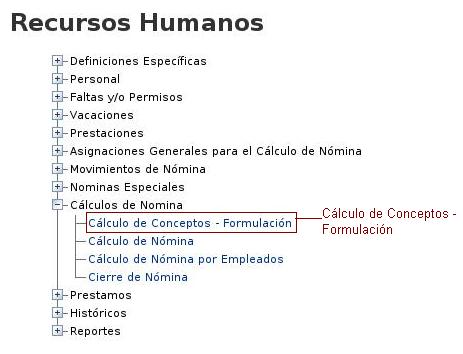 Recursos Humanos
Definiciones Específicas
Personal
Faltas y/o Permisos
Vacaciones
Prestaciones
Asignaciones Generales para el Cálculo de Nómina
Movimientos de Nómina
Nominas Especiales
Cálculos de Nomina
Cálculo de Conceptos - Formulación
Cálculo de Conceptos -
Formulación
Cálculo de Nómina
Cálculo de Nómina por Empleados
Cierre de Nómina
Prestamos
Históricos
Reportes